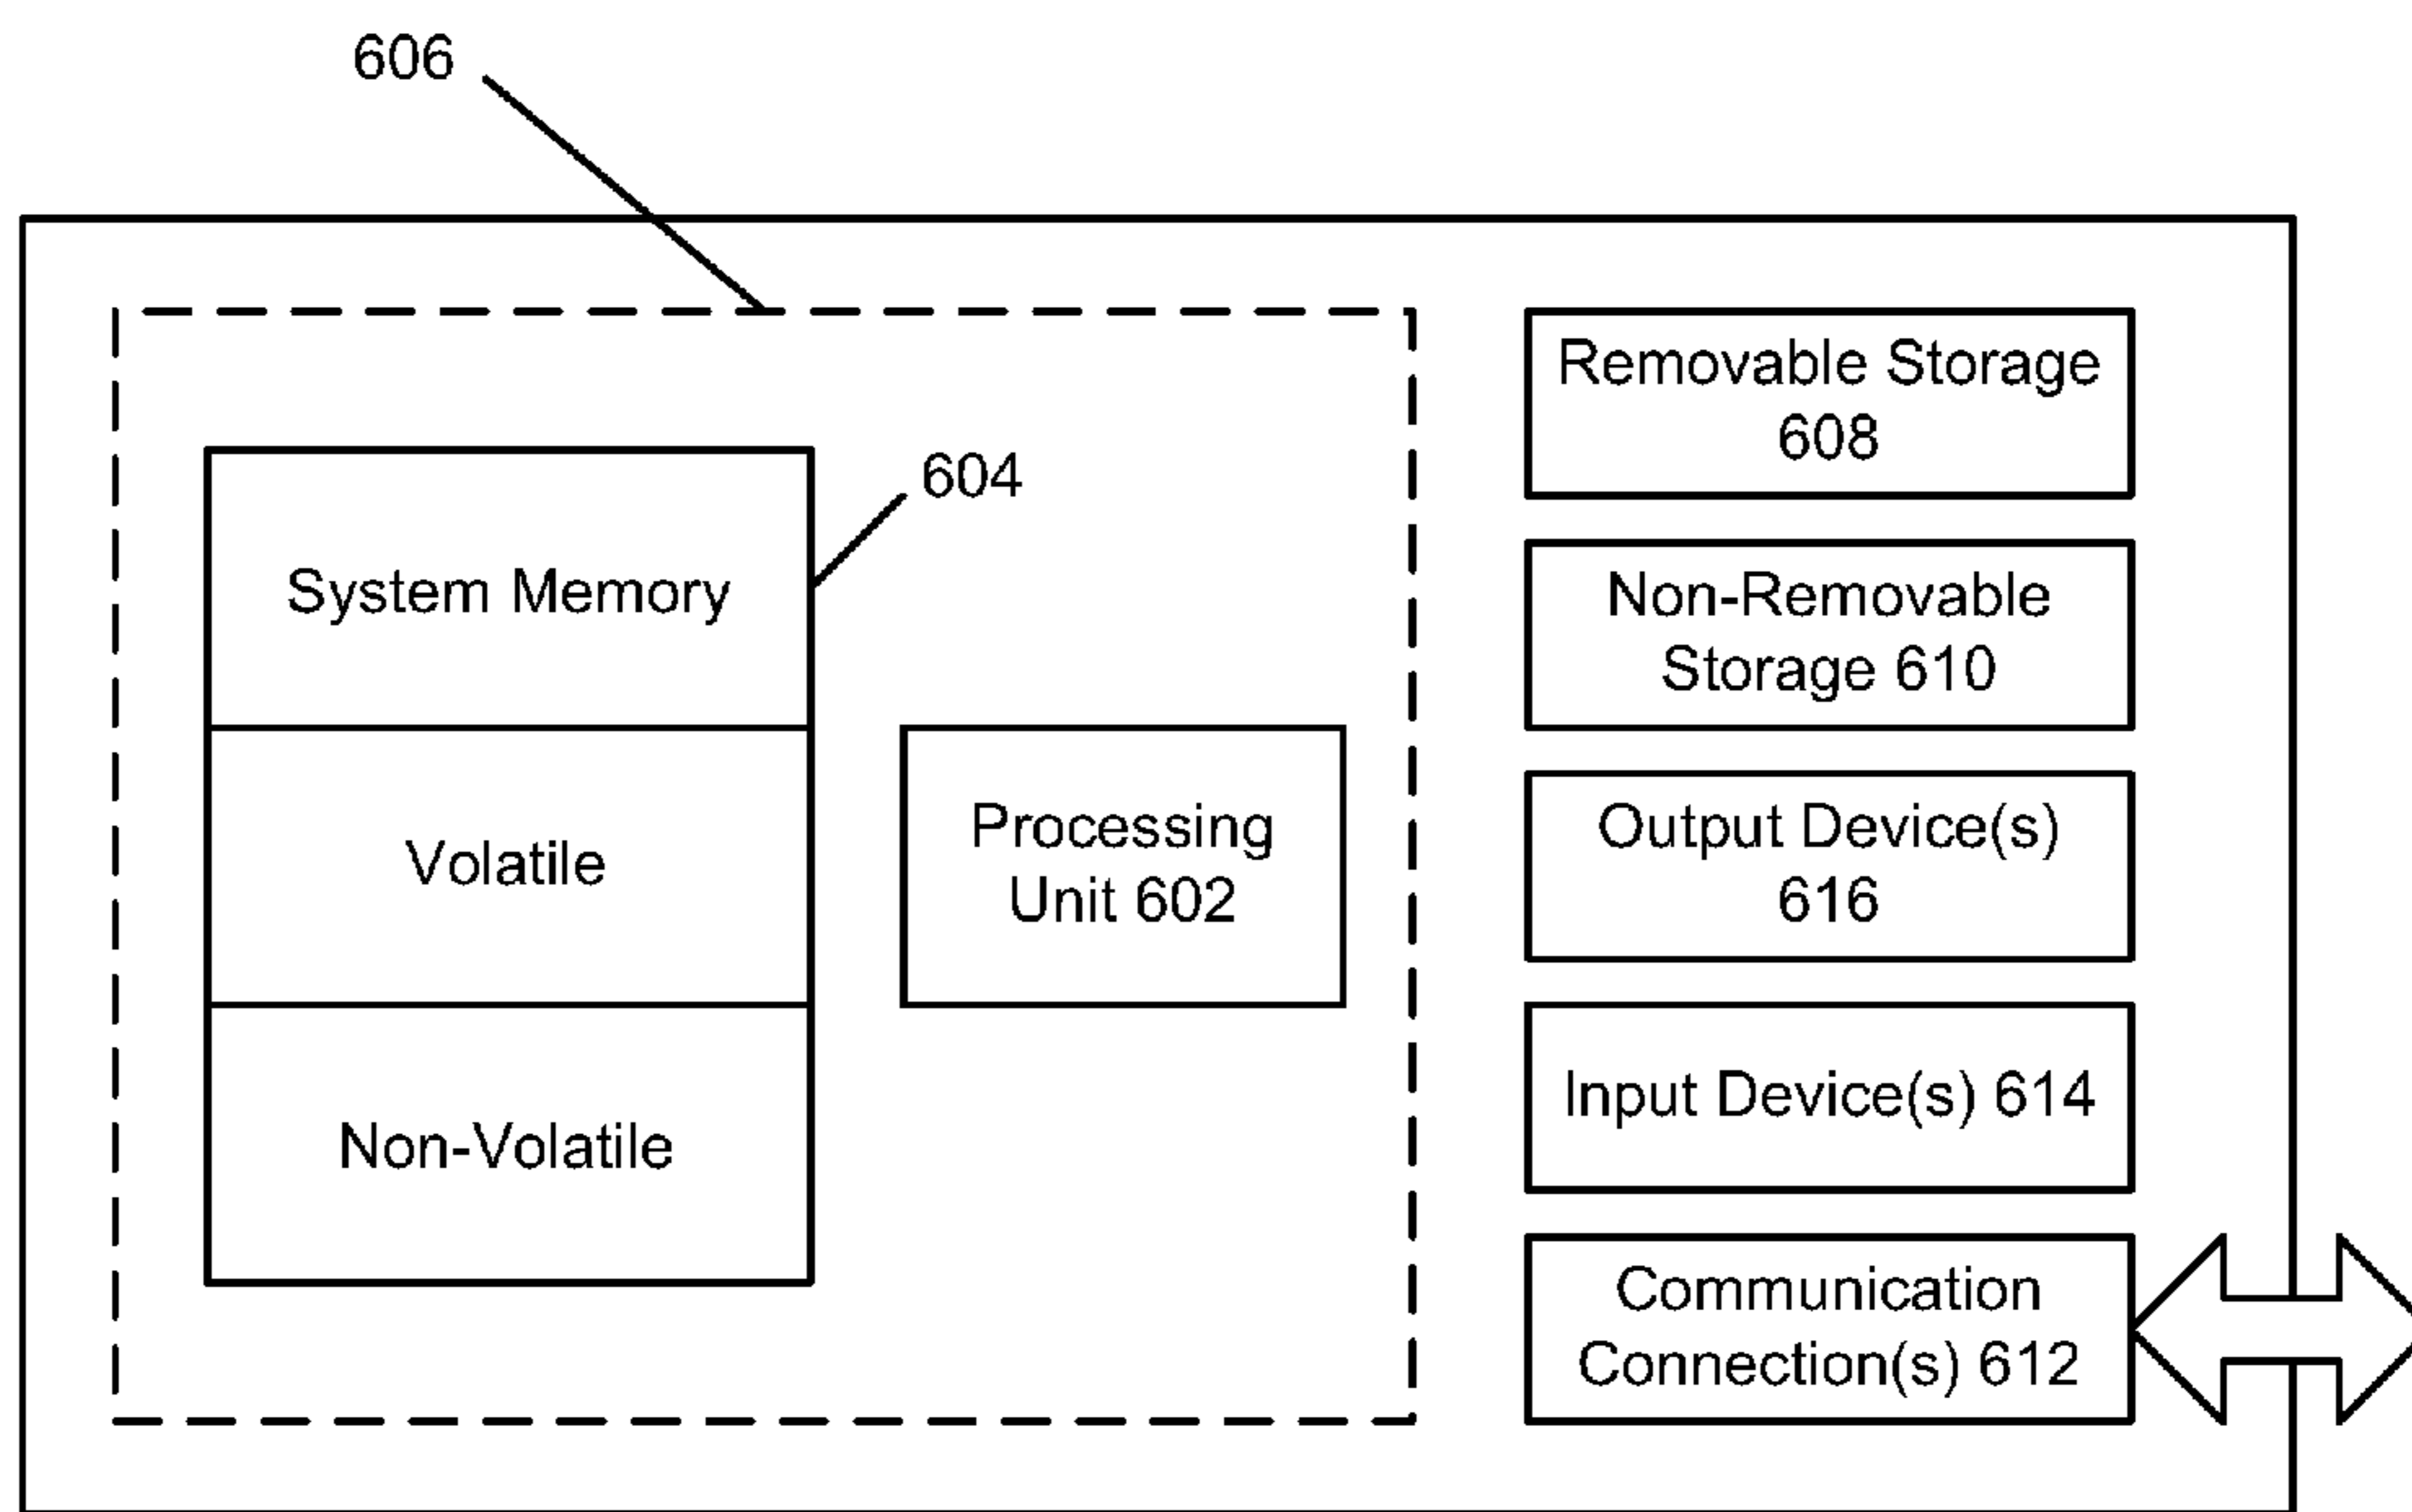 606
604
System Memory
Volatile
Non-Volatile
Processing
Unit 602
Removable Storage
608
Non-Removable
Storage 610
Output Device(s)
616
Input Device(s) 614
Communication
Connection(s) 612